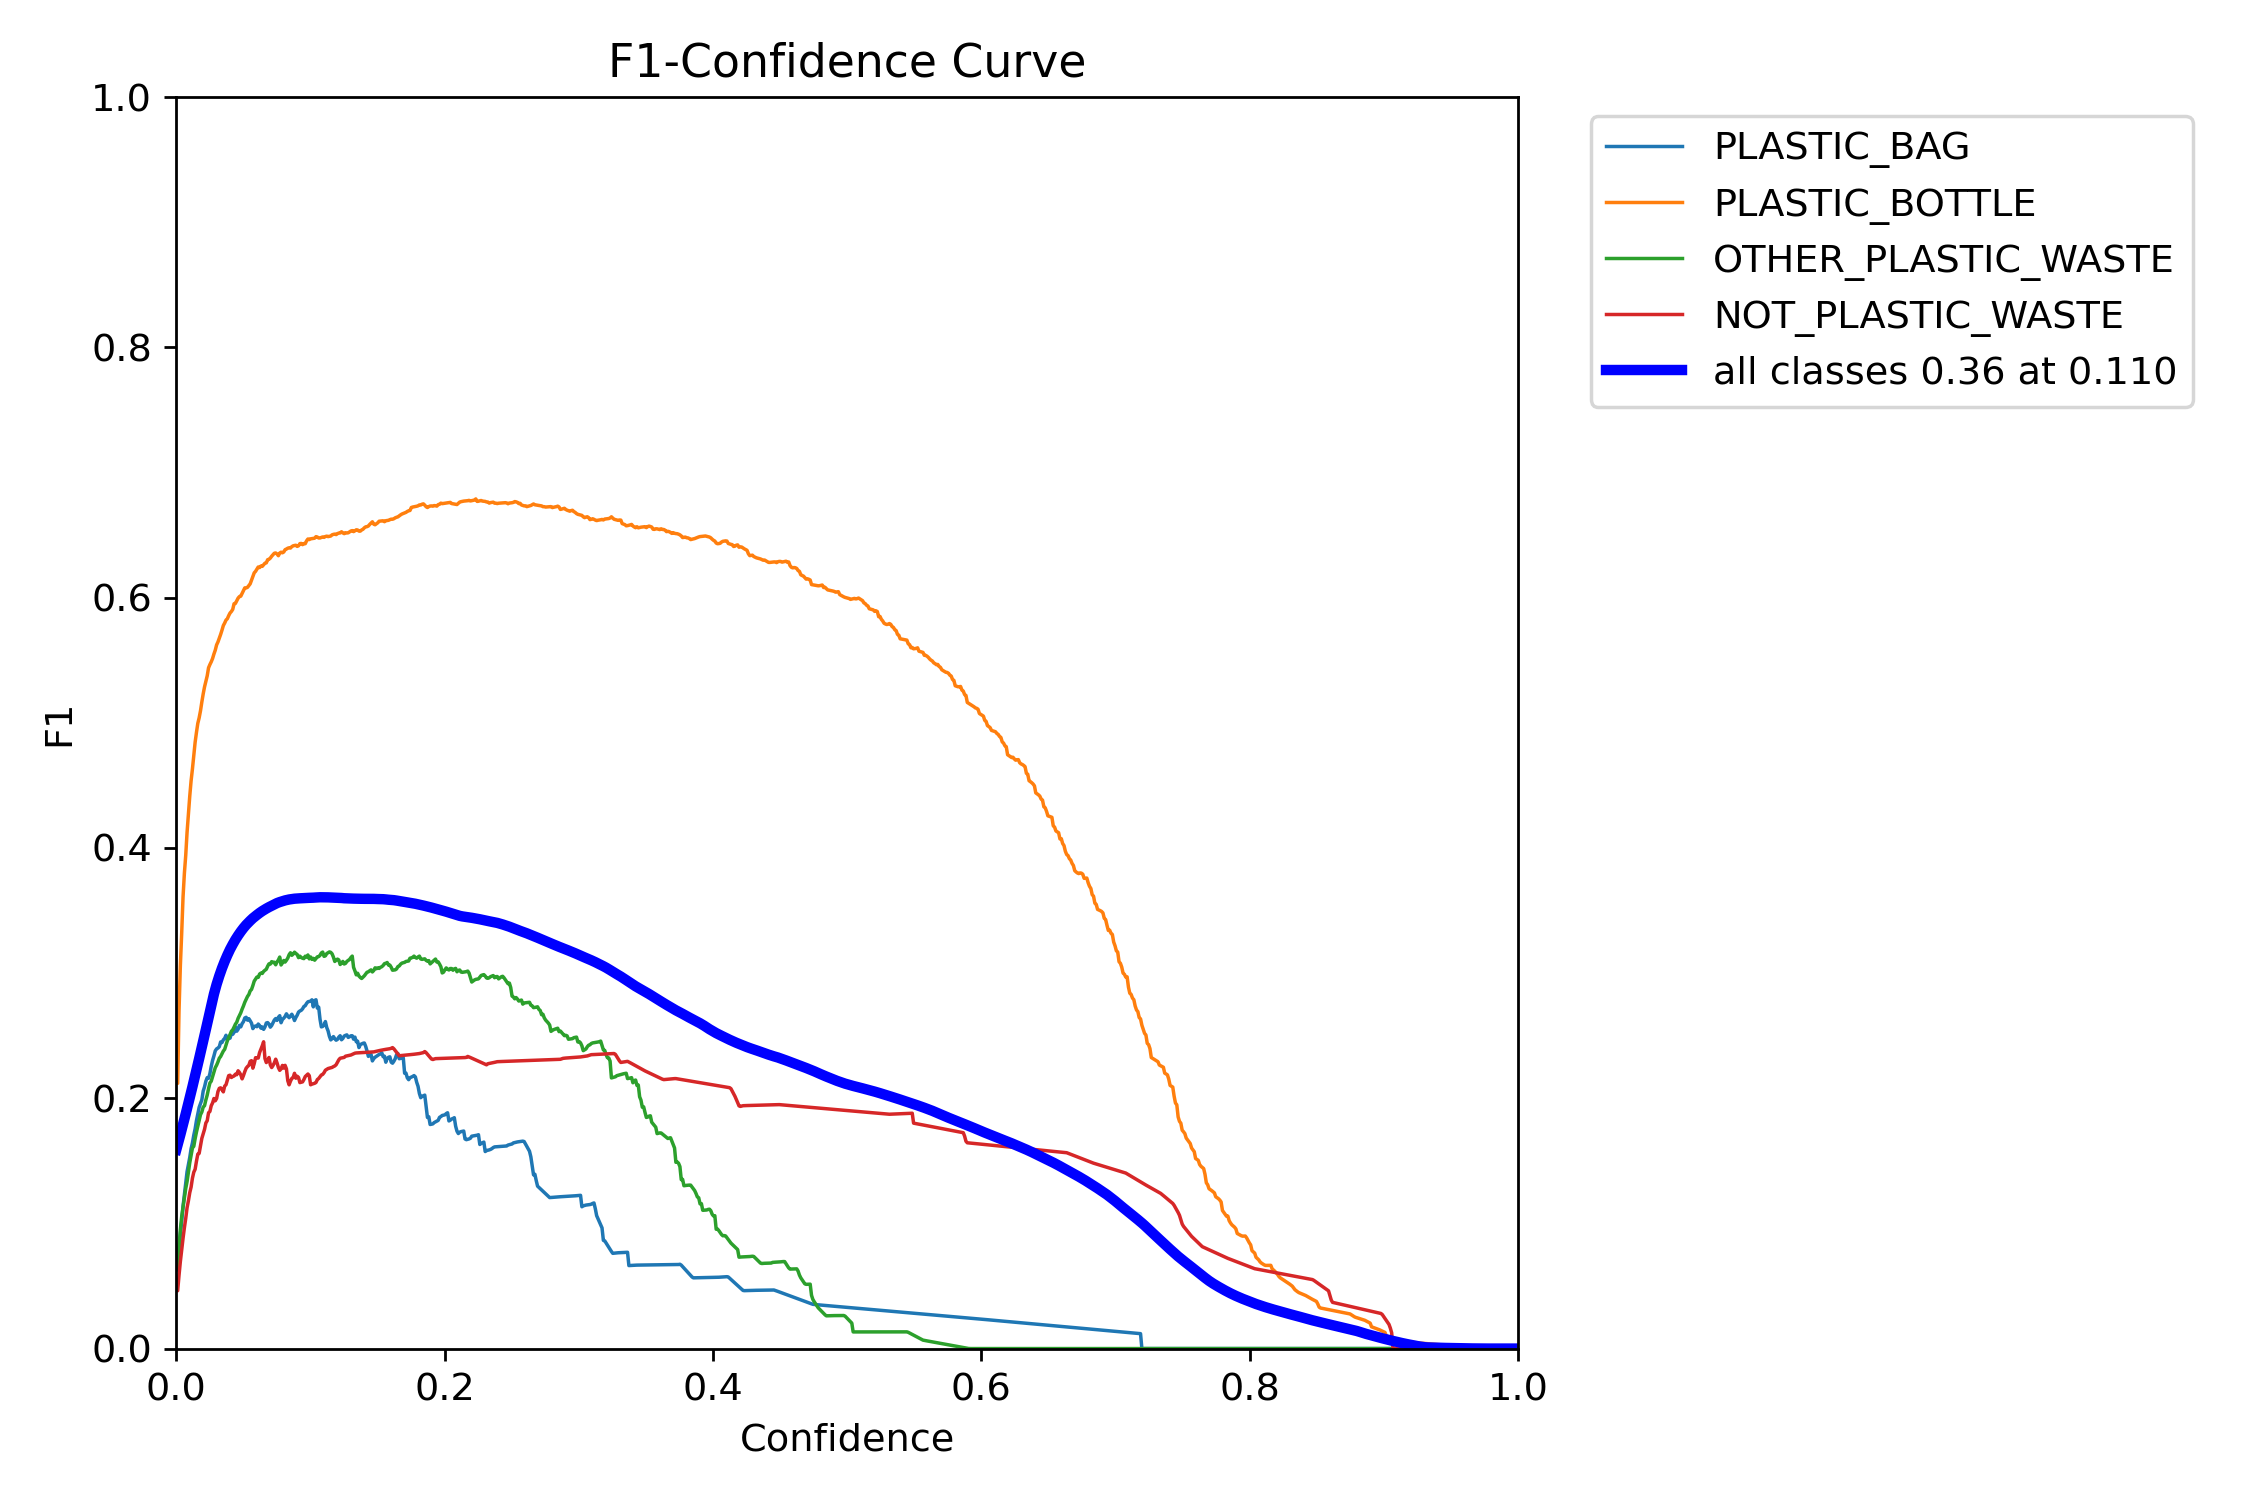 F1-Confidence Curve
1.0
0.8
0.6
0.4
0.2
0.0
F1
0.0 0.2 0.4 0.6 0.8 1.0
Confidence
PLASTIC_BAG
PLASTIC_BOTTLE
OTHER_PLASTIC_WASTE
NOT_PLASTIC_WASTE
all classes 0.36 at 0.110